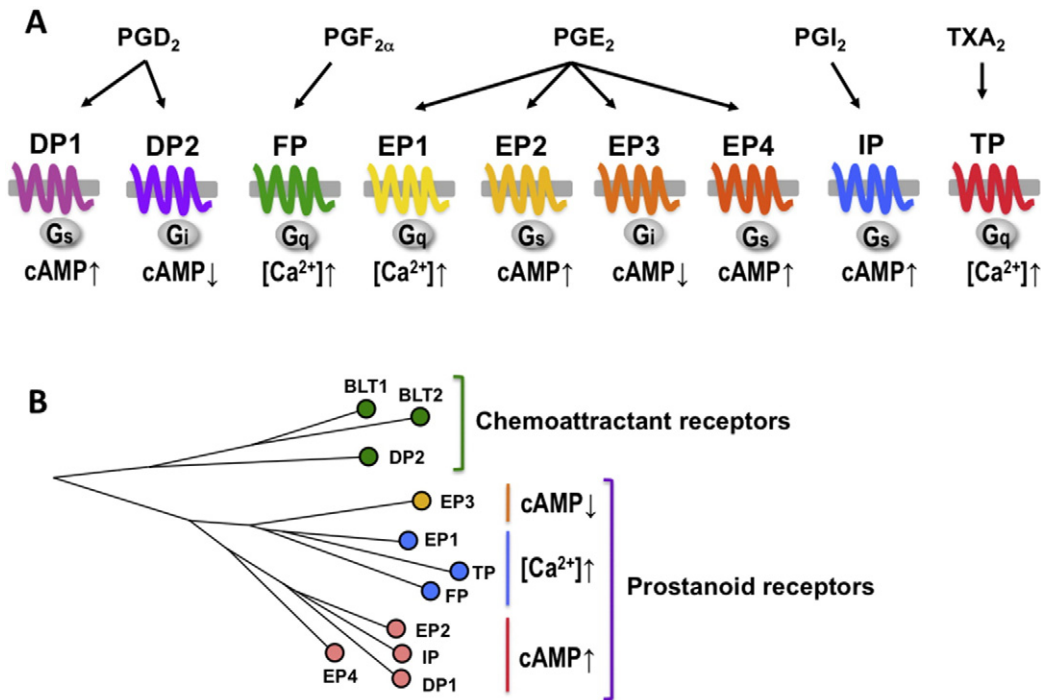 A
PGD₂ PGF₂α PGE₂ PGI₂ TXA₂
DP1 DP2 FP EP1 EP2 EP3 EP4 IP TP
Gs Gi Gq Gq Gs Gi Gs Gs Gq
cAMP↑ cAMP↓ [Ca²⁺]↑ [Ca²⁺]↑ cAMP↑ cAMP↓ cAMP↑ cAMP↑ [Ca²⁺]↑
B
BLT1
BLT2
Chemoattractant receptors
DP2
EP3 cAMP↓
EP1
[Ca²⁺]↑
TP
Prostanoid receptors
FP
EP2
IP cAMP↑
EP4
DP1